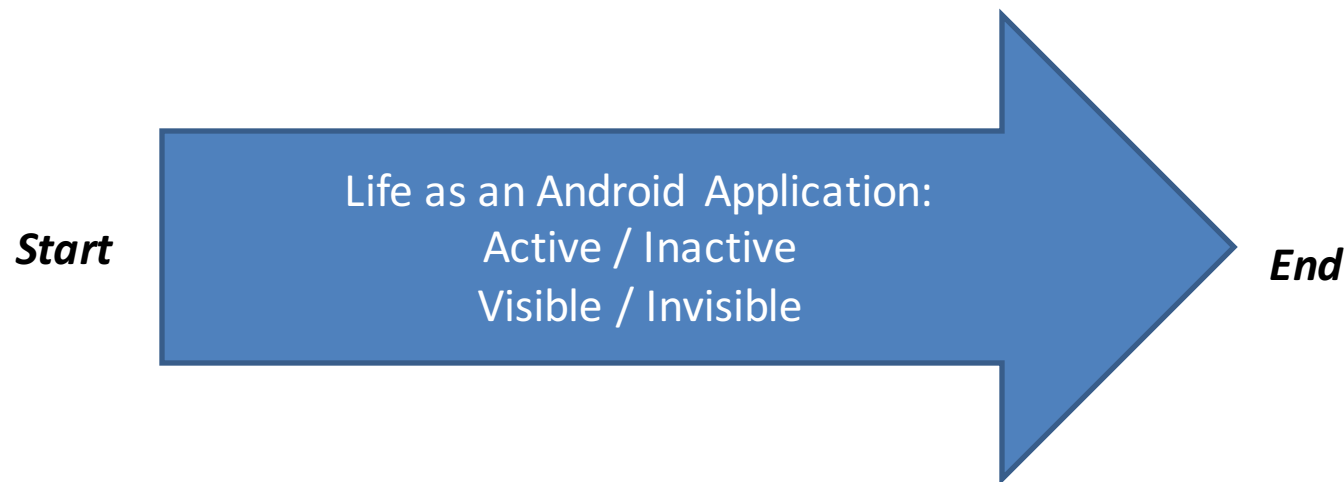 Start
Life as an Android Application:
Active / Inactive
Visible / Invisible
End